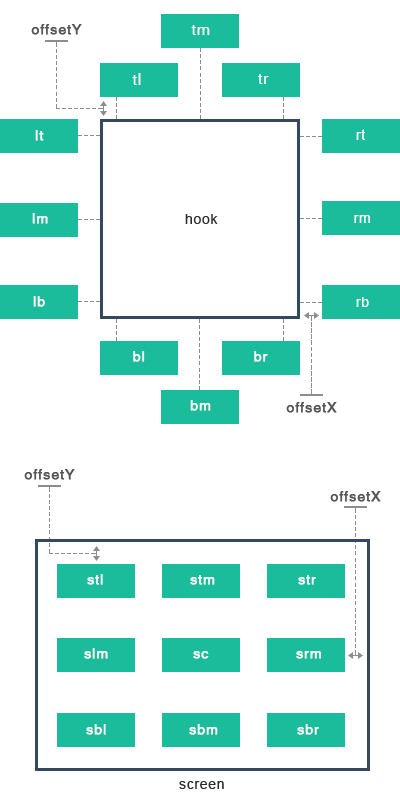 tm
offsetY
tl
tr
lt
rt
lm
hook
rm
lb
rb
bl
br
bm
offsetX
offsetY
offsetX
stl
stm
str
slm
sc
srm
sbl
sbm
sbr
screen